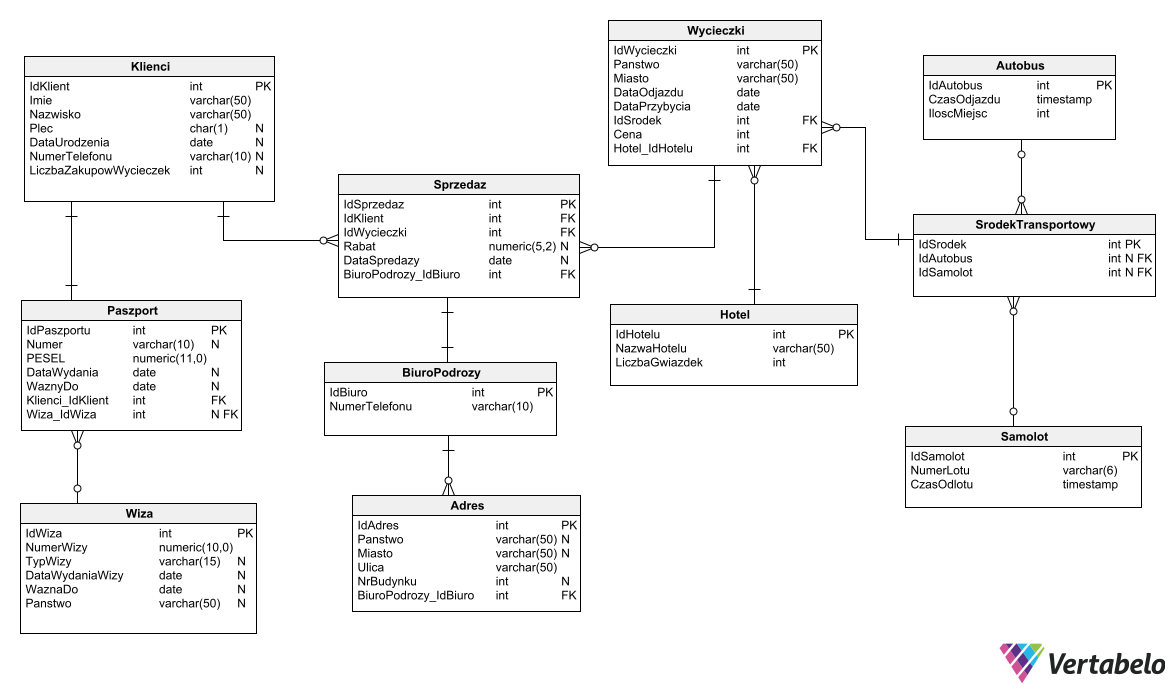 Klienci
IdKlient int PK
Imie varchar(50)
Nazwisko varchar(50)
Plec char(1) N
DataUrodzenia date N
NumerTelefonu varchar(10) N
LiczbaZakupowWycieczek int N
Sprzedaz
IdSprzedaz int PK
IdKlient int FK
IdWycieczki int FK
Rabat numeric(5,2) N
DataSpredazy date N
BiuroPodrozy_IdBiuro int FK
Wycieczki
IdWycieczki int PK
Panstwo varchar(50)
Miasto varchar(50)
DataOdjazdu date
DataPrzybycia date
IdSrodek int FK
Cena int
Hotel_IdHotelu int FK
Autobus
IdAutobus int PK
CzasOdjazdu timestamp
IloscMiejsc int
SrodekTransportowy
IdSrodek int PK
IdAutobus int N FK
IdSamolot int N FK
Paszport
IdPaszportu int PK
Numer varchar(10) N
PESEL numeric(11,0)
DataWydania date N
WaznyDo date N
Klienci_IdKlient int FK
Wiza_IdWiza int N FK
BiuroPodrozy
IdBiuro int PK
NumerTelefonu varchar(10)
Hotel
IdHotelu int PK
NazwaHotelu varchar(50)
LiczbaGwiazdek int
Samolot
IdSamolot int PK
NumerLotu varchar(6)
CzasOdlotu timestamp
Wiza
IdWiza int PK
NumerWizy numeric(10,0)
TypWizy varchar(15) N
DataWydaniaWizy date N
WaznaDo date N
Panstwo varchar(50) N
Adres
IdAdres int PK
Panstwo varchar(50) N
Miasto varchar(50) N
Ulica varchar(50)
NrBudynku int N
BiuroPodrozy_IdBiuro int FK
Vertabelo